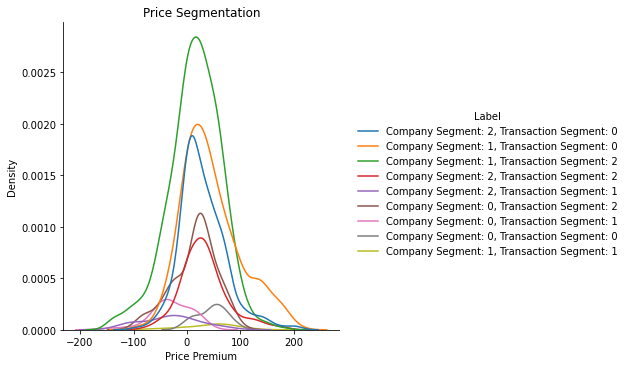 Price Segmentation
0.0025
0.0020
0.0015
0.0010
0.0005
0.0000
Density
−200
−100
0
100
200
Price Premium
Label
Company Segment: 2, Transaction Segment: 0
Company Segment: 1, Transaction Segment: 0
Company Segment: 1, Transaction Segment: 2
Company Segment: 2, Transaction Segment: 2
Company Segment: 2, Transaction Segment: 1
Company Segment: 0, Transaction Segment: 2
Company Segment: 0, Transaction Segment: 1
Company Segment: 0, Transaction Segment: 0
Company Segment: 1, Transaction Segment: 1